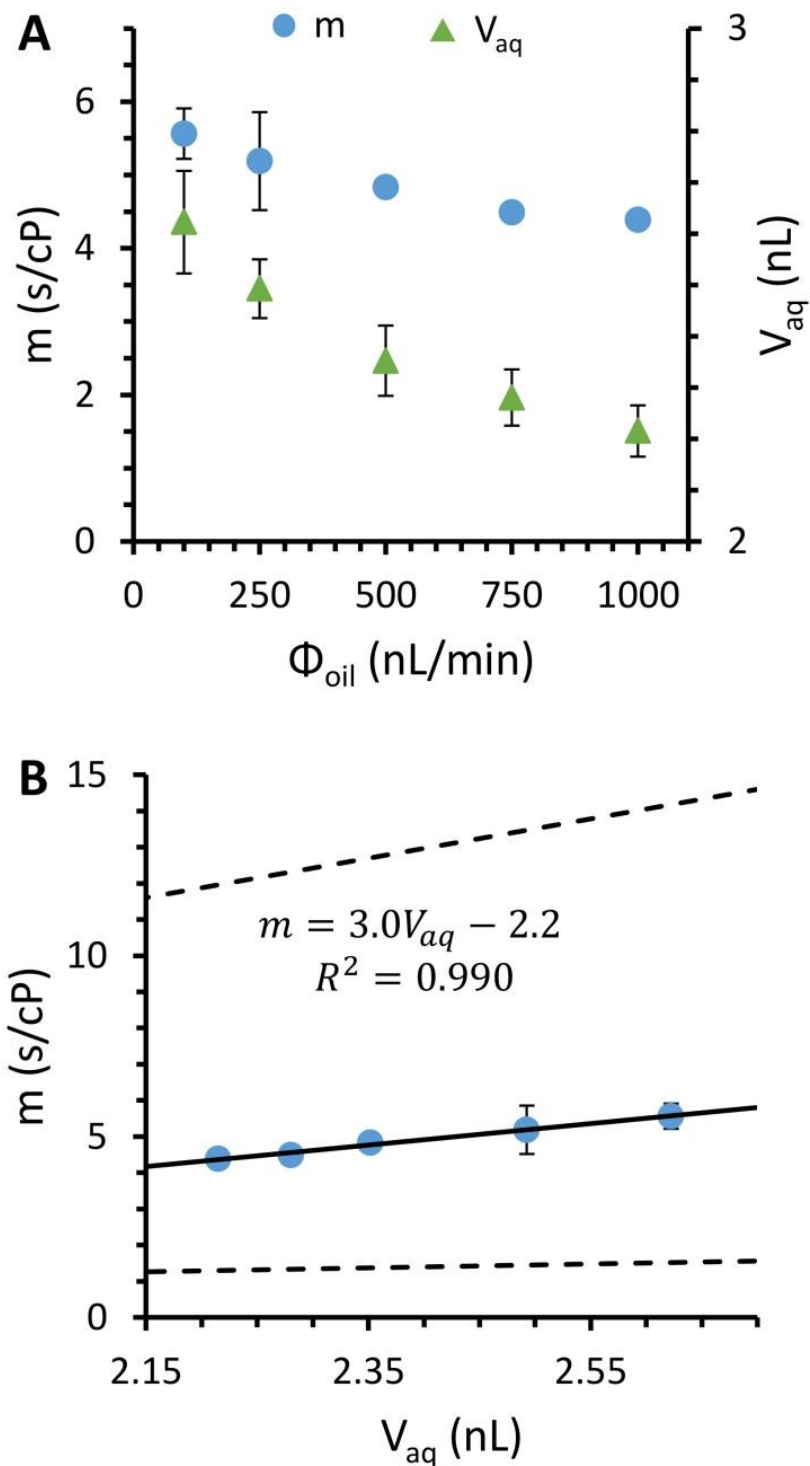 A
m
V_aq
3
6
4
2
0
2
m (s/cP)
V_aq (nL)
0 250 500 750 1000
Φ_oil (nL/min)
B
15
10
5
0
m = 3.0V_aq − 2.2
R² = 0.990
m (s/cP)
2.15 2.35 2.55
V_aq (nL)